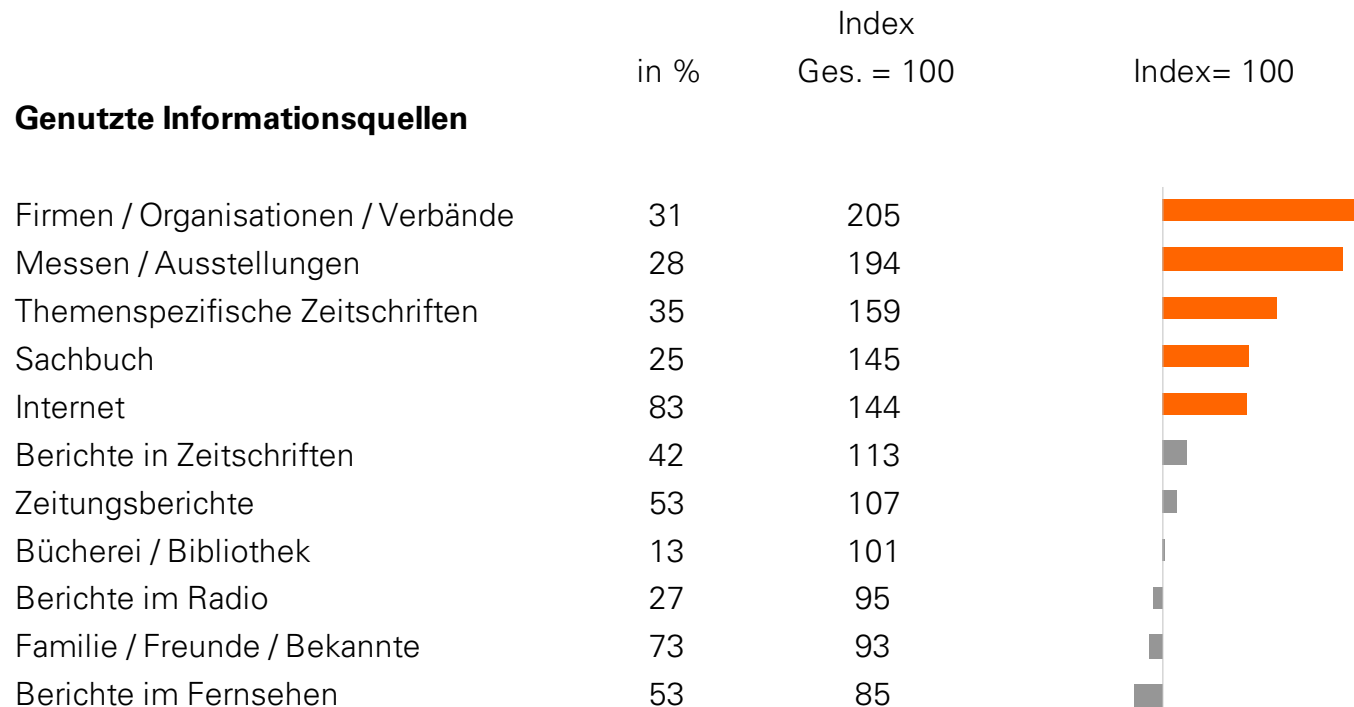 Index
in % Ges. = 100 Index= 100
Genutzte Informationsquellen
Firmen / Organisationen / Verbände 31 205
Messen / Ausstellungen 28 194
Themenspezifische Zeitschriften 35 159
Sachbuch 25 145
Internet 83 144
Berichte in Zeitschriften 42 113
Zeitungsberichte 53 107
Bücherei / Bibliothek 13 101
Berichte im Radio 27 95
Familie / Freunde / Bekannte 73 93
Berichte im Fernsehen 53 85